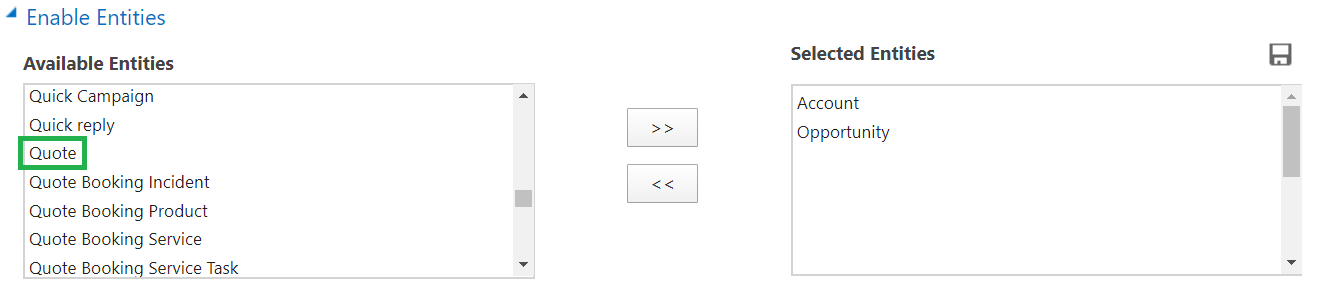 Enable Entities
Available Entities
Quick Campaign
Quick reply
Quote
Quote Booking Incident
Quote Booking Product
Quote Booking Service
Quote Booking Service Task
>>
<<
Selected Entities
Account
Opportunity